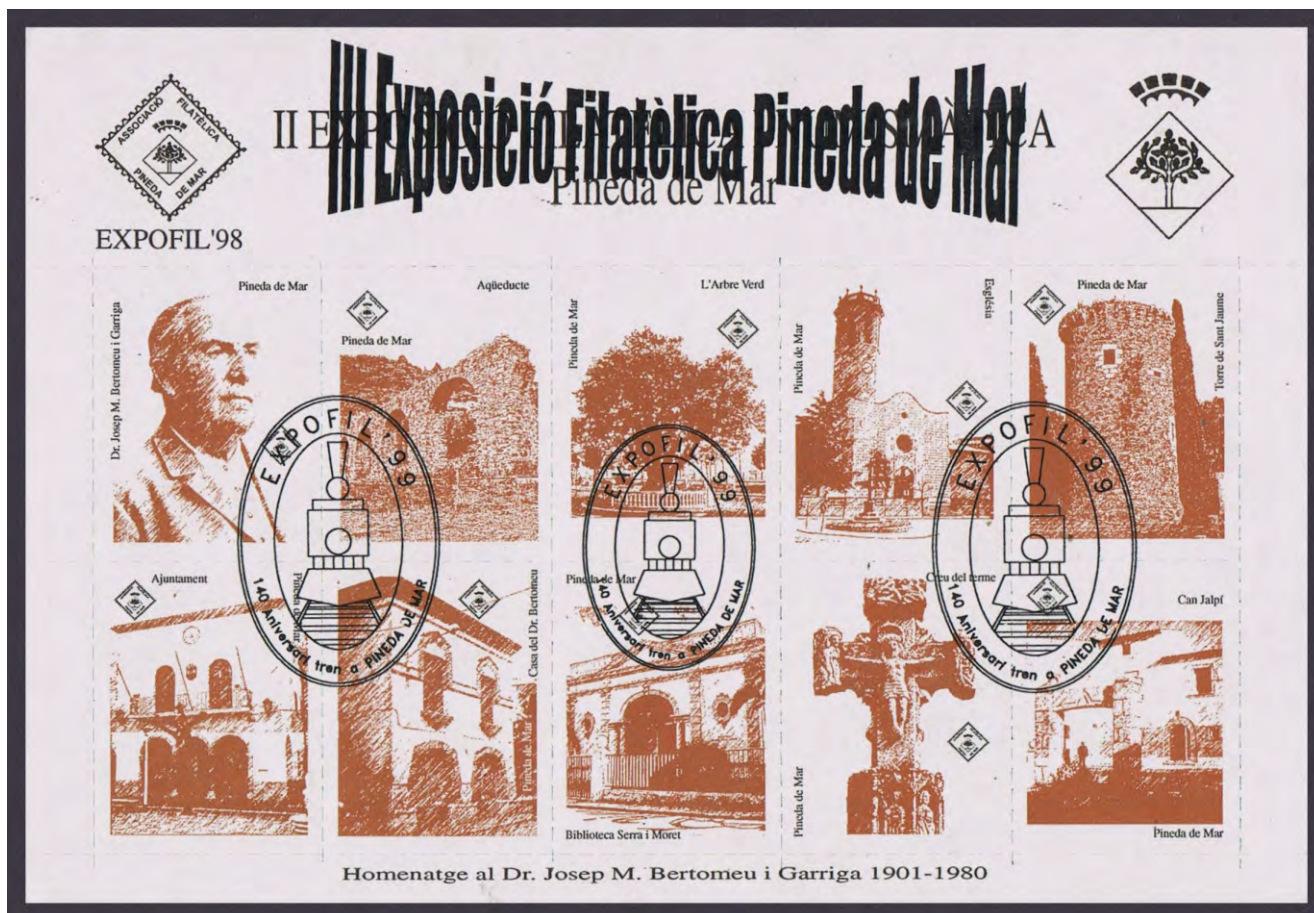 ASSOCIACIÓ FILATÈLICA
PINEDA DE MAR
EXPOFIL'98
III Exposició Filatèlica Pineda de Mar
II EXPOSICIÓ FILATÈLICA
Pineda de Mar
Pineda de Mar
Dr. Josep M. Bertomeu i Garriga
Aqüeducte
Pineda de Mar
L'Arbre Verd
Pineda de Mar
Església
Pineda de Mar
Pineda de Mar
Torre de Sant Jaume
EXPOFIL'99
140 Aniversari tren a PINEDA DE MAR
EXPOFIL'99
140 Aniversari tren a PINEDA DE MAR
EXPOFIL'99
140 Aniversari tren a PINEDA DE MAR
Ajuntament
Pineda de Mar
Casa del Dr. Bertomeu
Pineda de Mar
Pineda de Mar
Biblioteca Serra i Moret
Creu del terme
Pineda de Mar
Can Jalpí
Pineda de Mar
Homenatge al Dr. Josep M. Bertomeu i Garriga 1901-1980